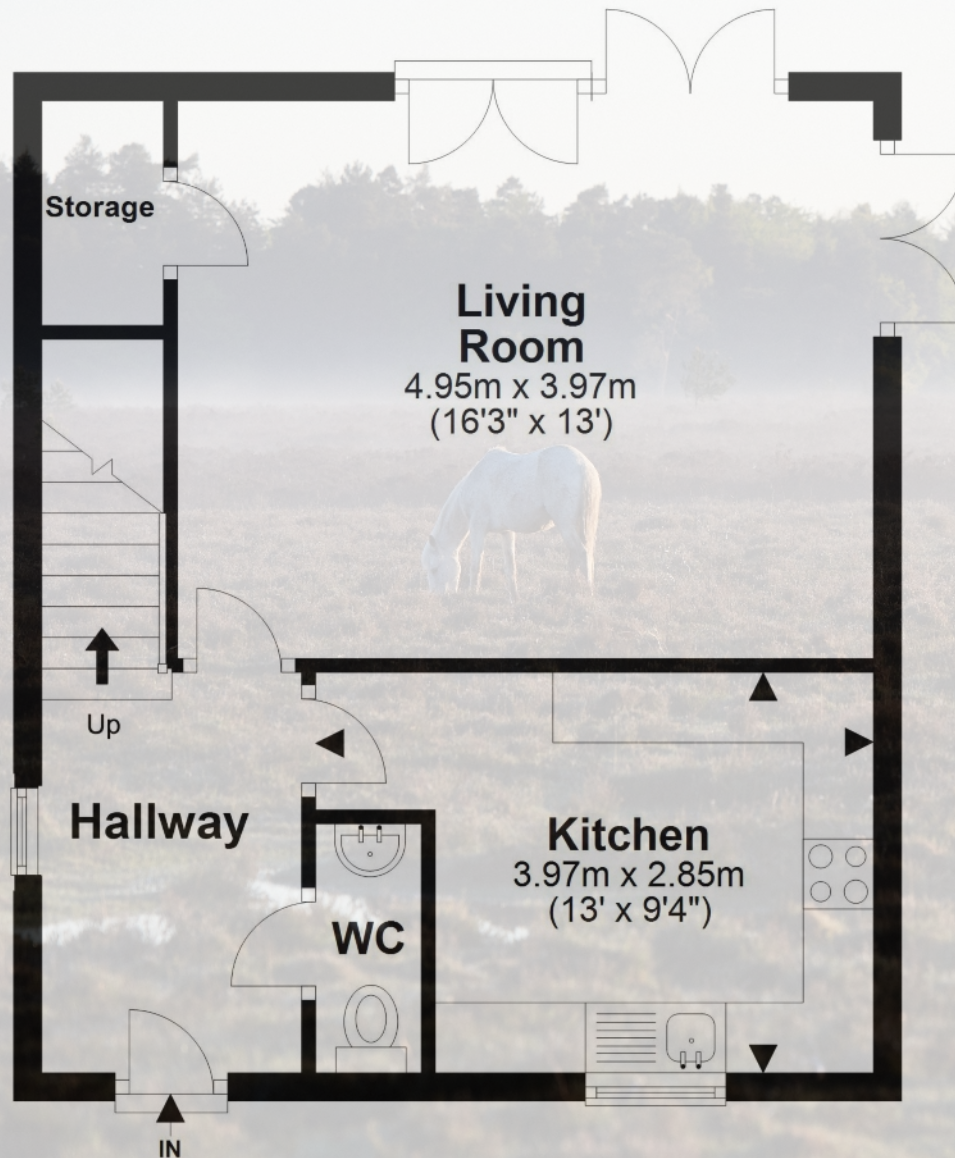 Storage
Living
Room
4.95m x 3.97m
(16'3" x 13')
Up
Hallway
Kitchen
3.97m x 2.85m
(13' x 9'4")
WC
IN